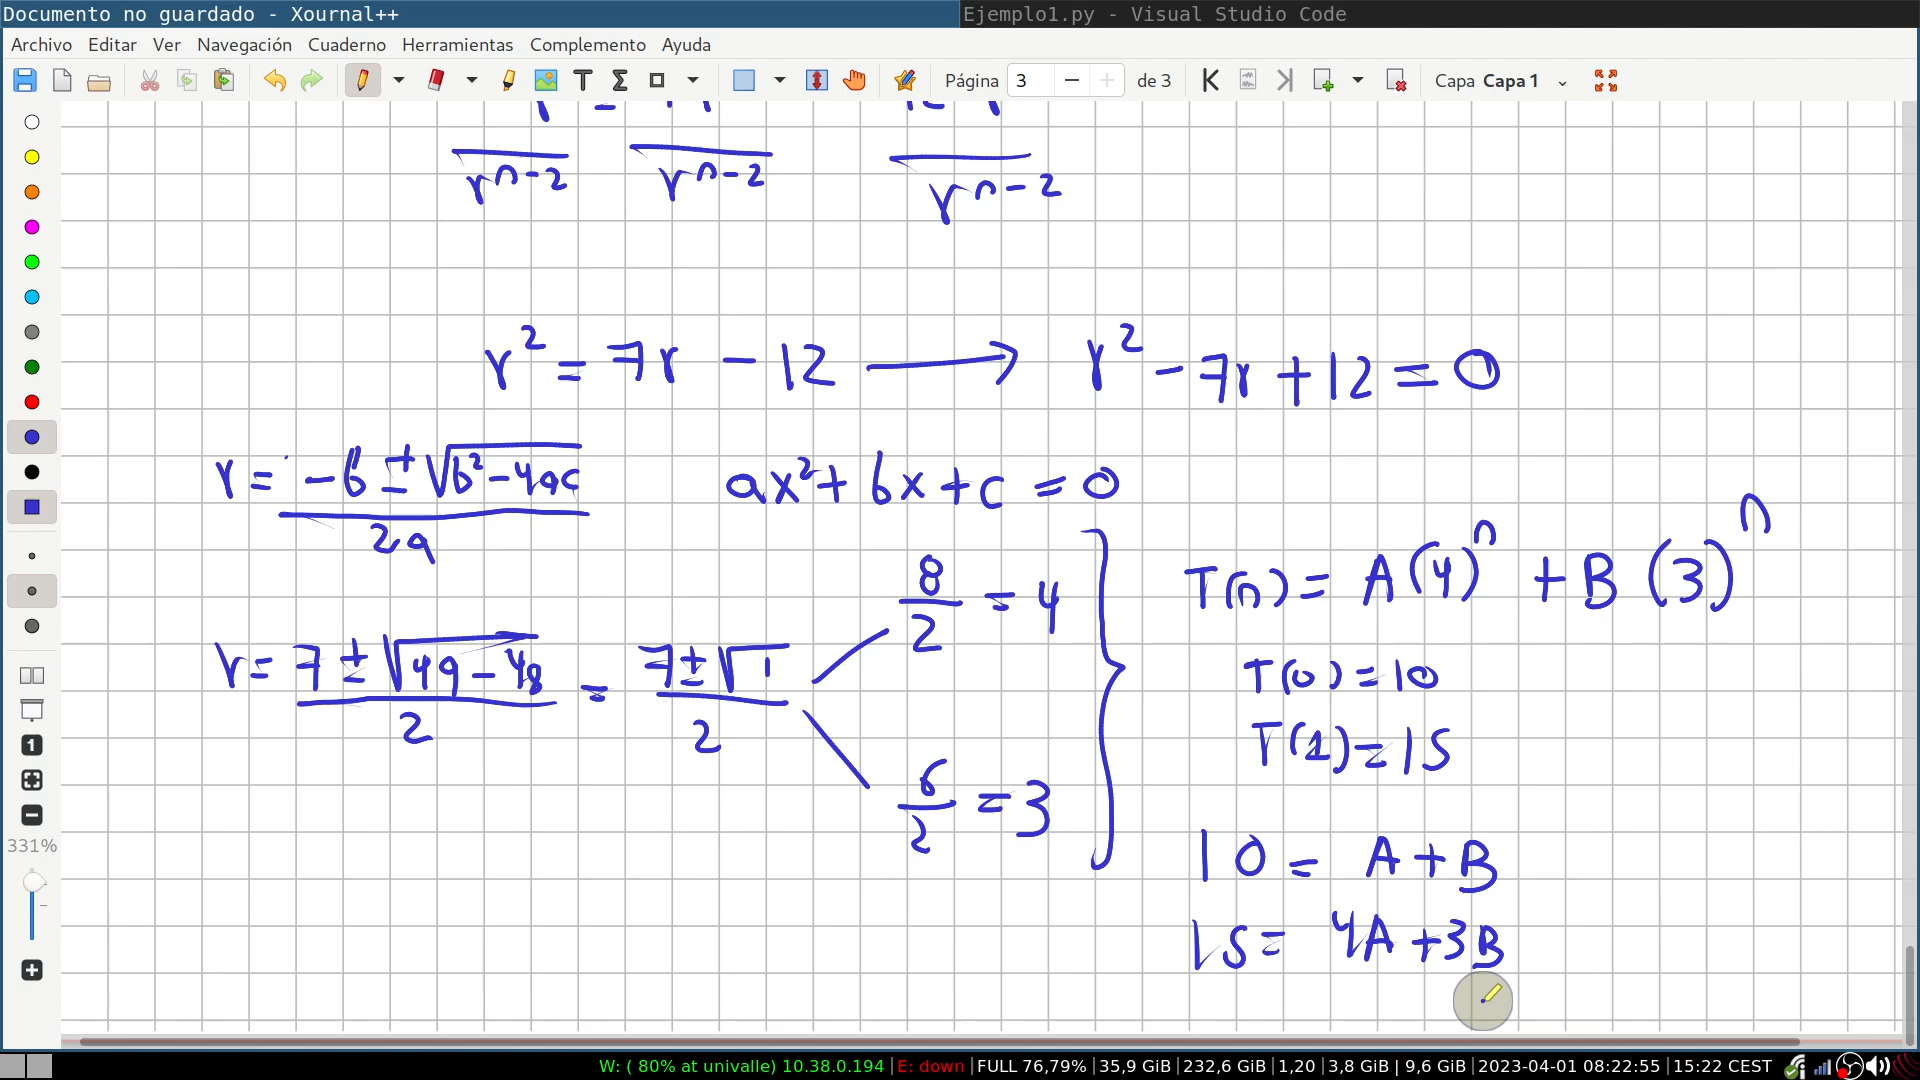 Documento no guardado - Xournal++
Ejemplo1.py - Visual Studio Code
Archivo Editar Ver Navegación Cuaderno Herramientas Complemento Ayuda
Página 3 de 3 Capa Capa 1
r^n-2 r^n-2 r^n-2
r² = 7r - 12 → r² - 7r + 12 = 0
r = -b ± √b² - 4ac / 2a
ax² + bx + c = 0
r = 7 ± √49 - 48 / 2 = 7 ± √1 / 2
8/2 = 4
6/2 = 3
T(n) = A(4)^n + B(3)^n
T(0) = 10
T(1) = 15
10 = A + B
15 = 4A + 3B
331%
W: ( 80% at univalle) 10.38.0.194 |E: down| FULL 76,79% | 35,9 GiB | 232,6 GiB | 1,20 | 3,8 GiB | 9,6 GiB | 2023-04-01 08:22:55 | 15:22 CEST